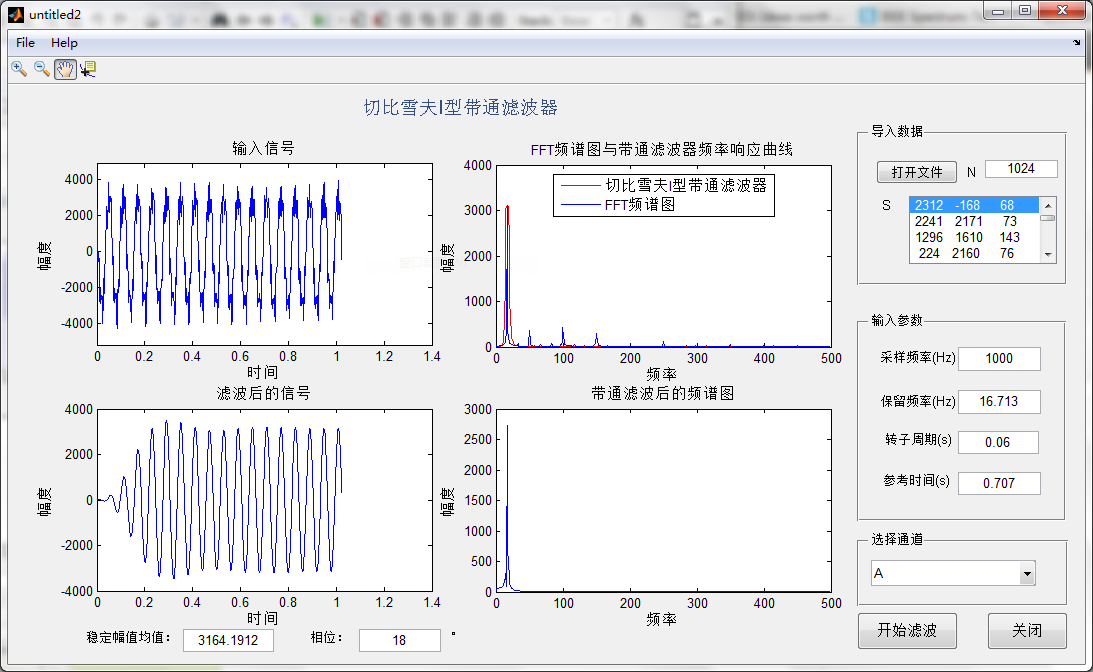 untitled2
File Help
切比雪夫I型带通滤波器
输入信号
幅度
4000
2000
0
-2000
-4000
0 0.2 0.4 0.6 0.8 1 1.2 1.4
时间
FFT频谱图与带通滤波器频率响应曲线
切比雪夫I型带通滤波器
FFT频谱图
幅度
4000
3000
2000
1000
0
0 100 200 300 400 500
频率
滤波后的信号
幅度
4000
2000
0
-2000
-4000
0 0.2 0.4 0.6 0.8 1 1.2 1.4
时间
带通滤波后的频谱图
幅度
3000
2500
2000
1500
1000
500
0
0 100 200 300 400 500
频率
稳定幅值均值: 3164.1912 相位: 18 °
导入数据
打开文件 N 1024
S
2312 -168 68
2241 2171 73
1296 1610 143
224 2160 76
输入参数
采样频率(Hz) 1000
保留频率(Hz) 16.713
转子周期(s) 0.06
参考时间(s) 0.707
选择通道
A
开始滤波 关闭